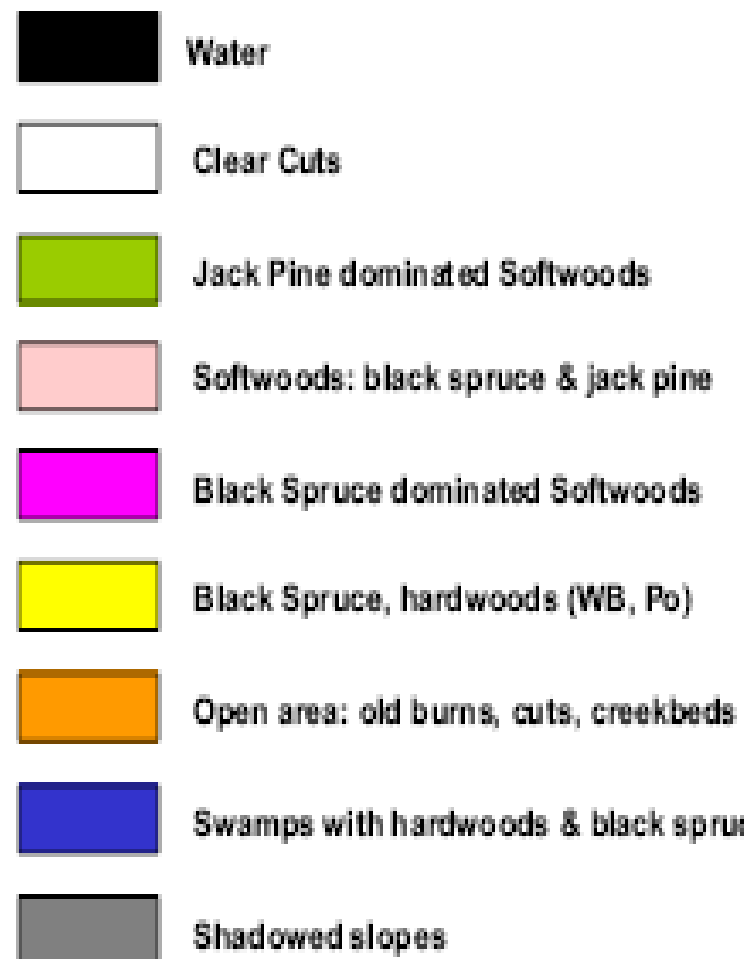 Water
Clear Cuts
Jack Pine dominated Softwoods
Softwoods: black spruce & jack pine
Black Spruce dominated Softwoods
Black Spruce, hardwoods (WB, Po)
Open area: old burns, cuts, creekbeds
Swamps with hardwoods & black
Shadowed slopes